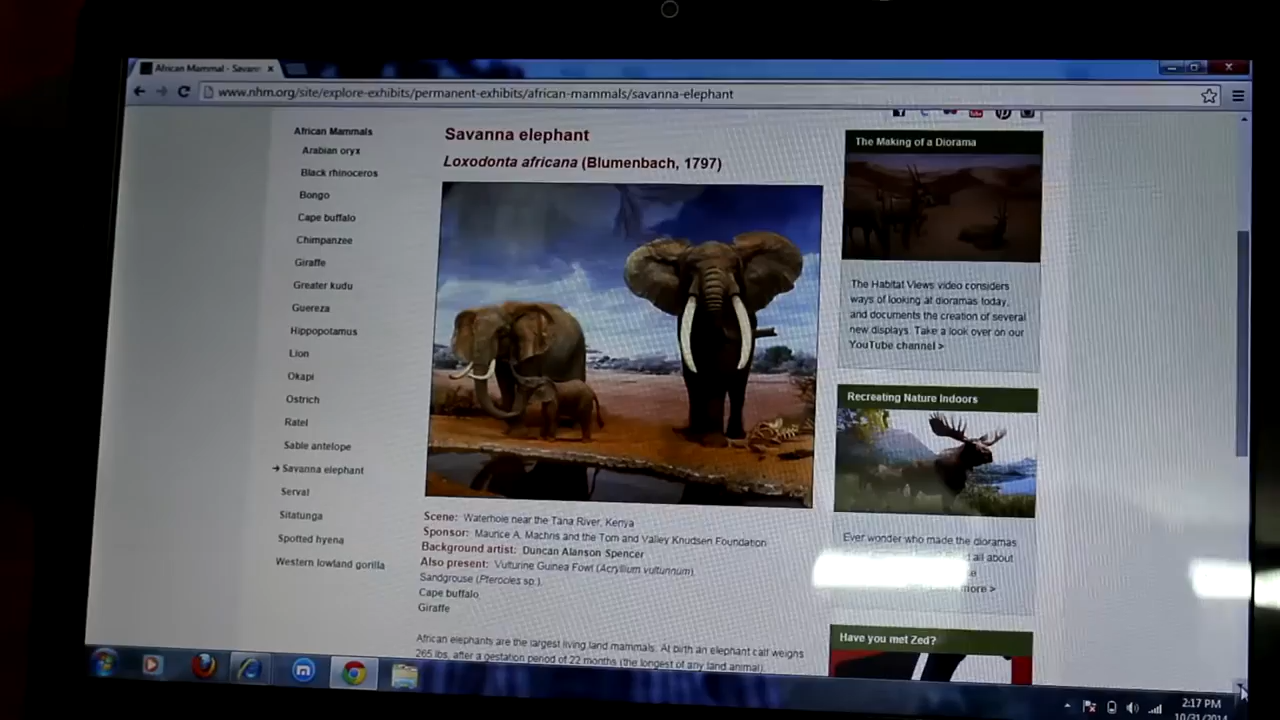 African Mammal - Savann
www.nhm.org/site/explore-exhibits/permanent-exhibits/african-mammals/savanna-elephant
African Mammals
Arabian oryx
Black rhinoceros
Bongo
Cape buffalo
Chimpanzee
Giraffe
Greater kudu
Guereza
Hippopotamus
Lion
Okapi
Ostrich
Ratel
Sable antelope
Savanna elephant
Serval
Sitatunga
Spotted hyena
Western lowland gorilla
Savanna elephant
Loxodonta africana (Blumenbach, 1797)
Scene: Waterhole near the Tana River, Kenya
Sponsor: Maurice A. Machris and the Tom and Valley Knudsen Foundation
Background artist: Duncan Alanson Spencer
Also present: Vulturine Guinea Fowl (Acryllium vulturinum),
Sandgrouse (Pterocles sp.),
Cape buffalo
Giraffe
African elephants are the largest living land mammals. At birth an elephant calf weighs
265 lbs, after a gestation period of 22 months (the longest of any land animal).
The Making of a Diorama
The Habitat Views video considers
ways of looking at dioramas today,
and documents the creation of several
new displays. Take a look over on our
YouTube channel >
Recreating Nature Indoors
Ever wonder who made the dioramas
all about
more >
Have you met Zed?
2:17 PM
10/31/2014